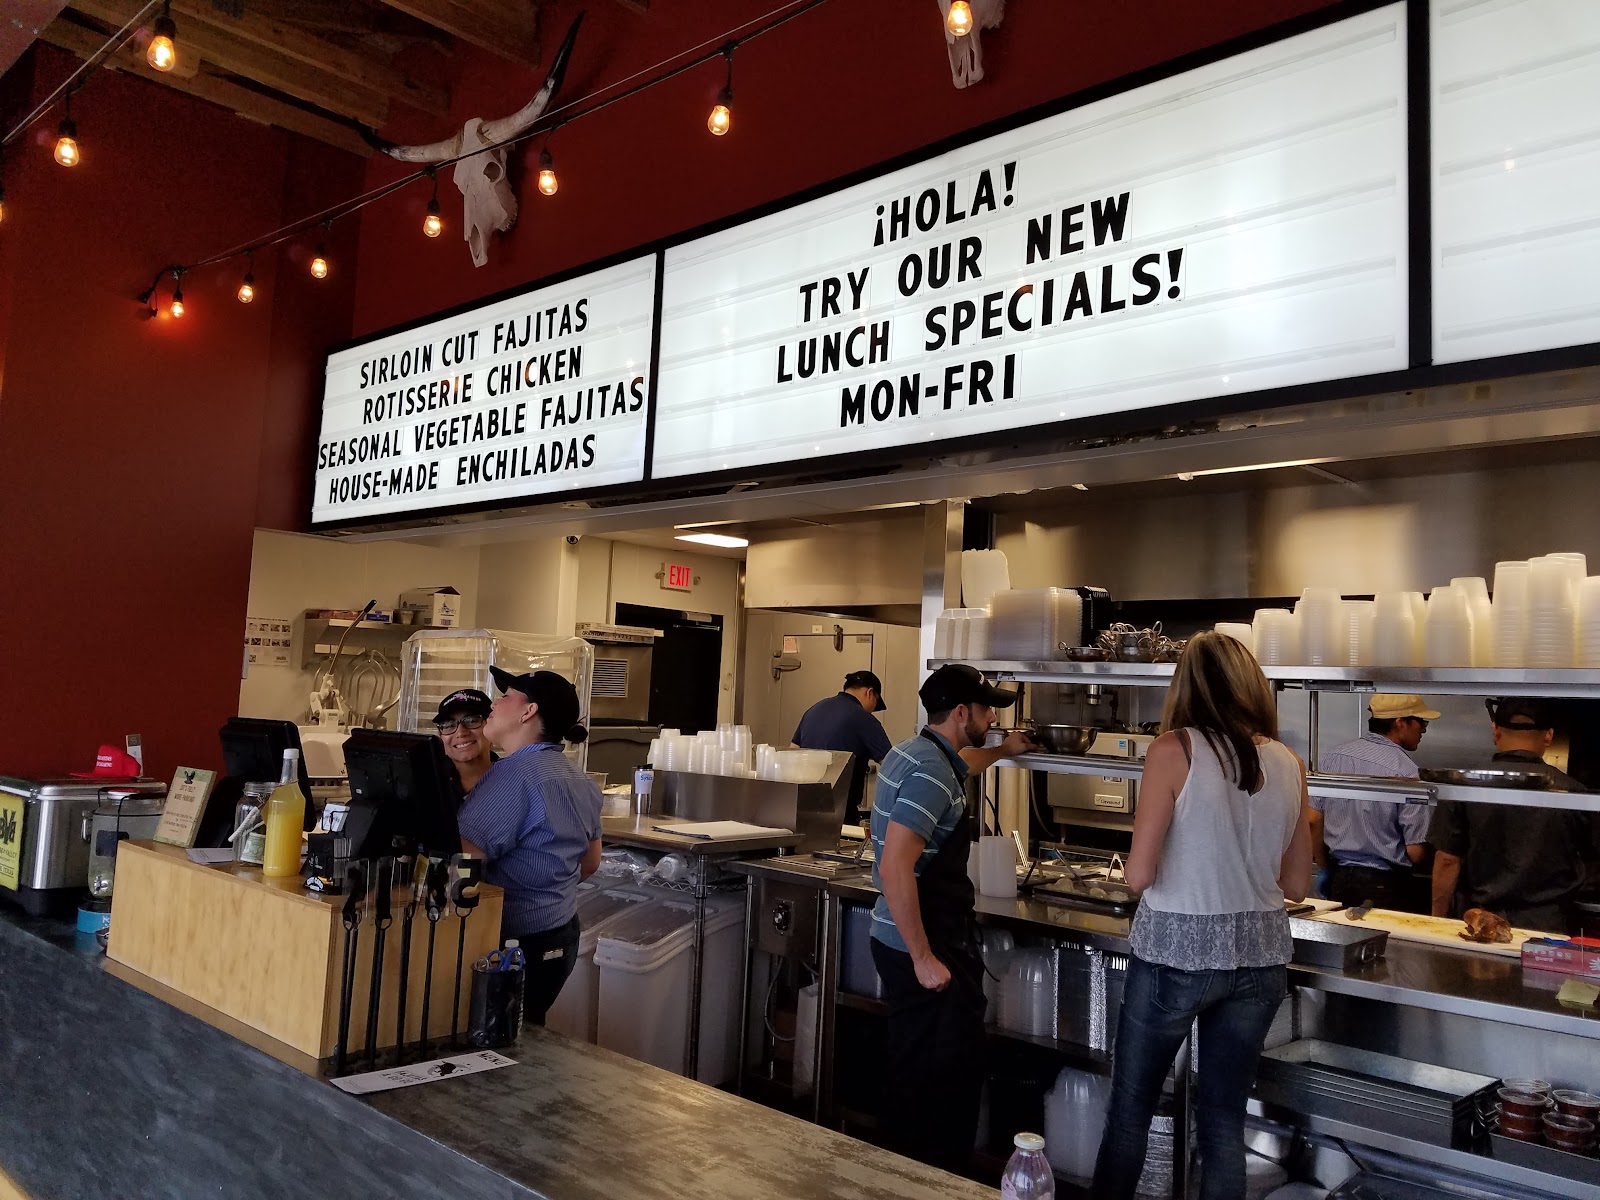 SIRLOIN CUT FAJITAS
ROTISSERIE CHICKEN
SEASONAL VEGETABLE FAJITAS
HOUSE-MADE ENCHILADAS
¡HOLA!
TRY OUR NEW
LUNCH SPECIALS!
MON-FRI
EXIT
MENU